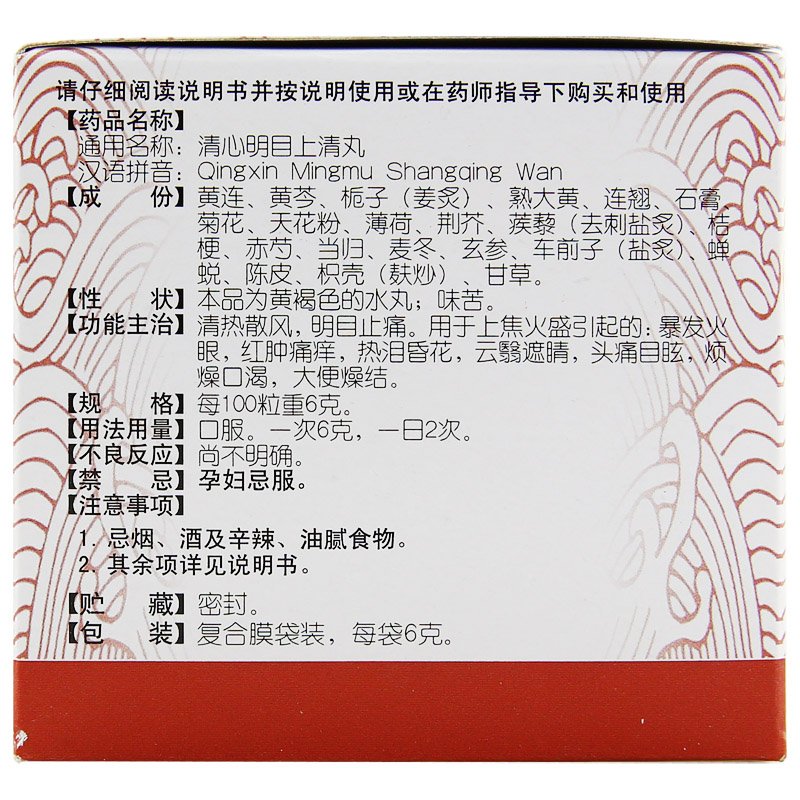 请仔细阅读说明书并按说明使用或在药师指导下购买和使用
【药品名称】
通用名称：清心明目上清丸
汉语拼音：Qingxin Mingmu Shangqing Wan
【成　份】黄连、黄芩、栀子（姜炙）、熟大黄、连翘、石膏
菊花、天花粉、薄荷、荆芥、蒺藜（去刺盐炙）、桔
梗、赤芍、当归、麦冬、玄参、车前子（盐炙）、蝉
蜕、陈皮、枳壳（麸炒）、甘草。
【性　状】本品为黄褐色的水丸；味苦。
【功能主治】清热散风，明目止痛。用于上焦火盛引起的：暴发火
眼，红肿痛痒，热泪昏花，云翳遮睛，头痛目眩，烦
燥口渴，大便燥结。
【规　格】每100粒重6克。
【用法用量】口服。一次6克，一日2次。
【不良反应】尚不明确。
【禁　忌】孕妇忌服。
【注意事项】
1. 忌烟、酒及辛辣、油腻食物。
2. 其余项详见说明书。
【贮　藏】密封。
【包　装】复合膜袋装，每袋6克。